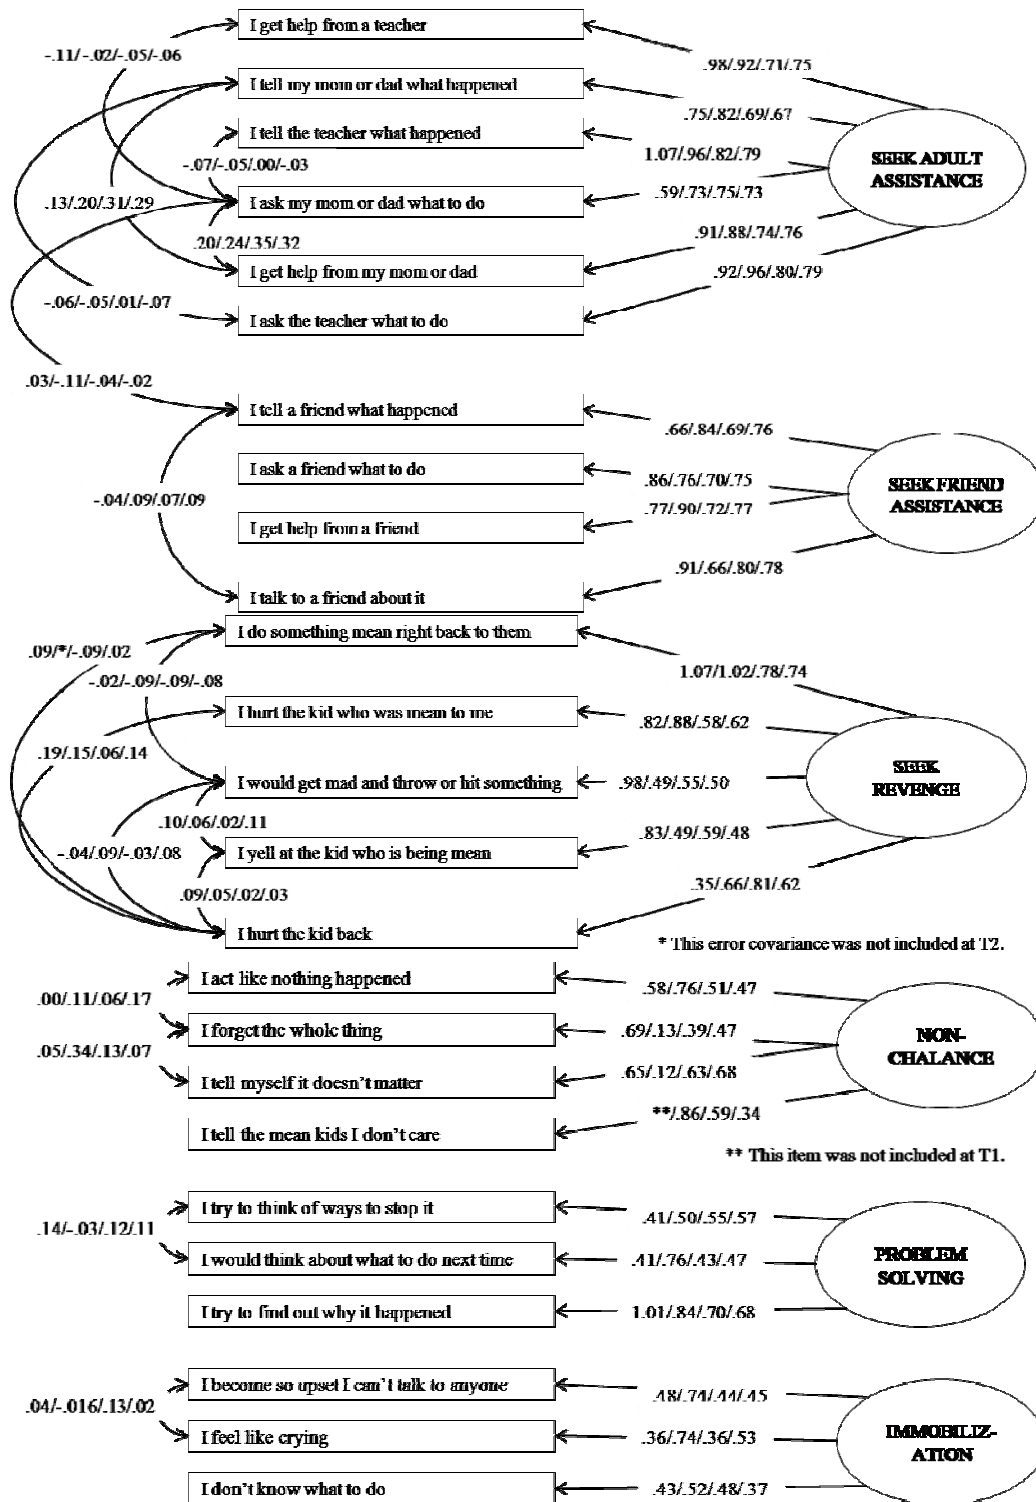 I get help from a teacher
-.11/-.02/-.05/-.06
.98/.92/.71/.75
I tell my mom or dad what happened
.75/.82/.69/.67
I tell the teacher what happened
-.07/-.05/.00/-.03
1.07/.96/.82/.79
SEEK ADULT
ASSISTANCE
.13/.20/.31/.29
I ask my mom or dad what to do
.59/.73/.75/.73
.20/.24/.35/.32
.91/.88/.74/.76
I get help from my mom or dad
.92/.96/.80/.79
-.06/-.05/.01/-.07
I ask the teacher what to do
.03/-.11/-.04/-.02
I tell a friend what happened
.66/.84/.69/.76
I ask a friend what to do
.86/.76/.70/.75
SEEK FRIEND
ASSISTANCE
-.04/.09/.07/.09
I get help from a friend
.77/.90/.72/.77
.91/.66/.80/.78
I talk to a friend about it
I do something mean right back to them
.09/*/-.09/.02
1.07/1.02/.78/.74
-.02/-.09/-.09/-.08
I hurt the kid who was mean to me
.82/.88/.58/.62
.19/.15/.06/.14
I would get mad and throw or hit something
.98/.49/.55/.50
SEEK
REVENGE
.10/.06/.02/.11
.83/.49/.59/.48
-.04/.09/-.03/.08
I yell at the kid who is being mean
.35/.66/.81/.62
.09/.05/.02/.03
I hurt the kid back
* This error covariance was not included at T2.
I act like nothing happened
.58/.76/.51/.47
.00/.11/.06/.17
I forget the whole thing
.69/.13/.39/.47
NON-
CHALANCE
.05/.34/.13/.07
I tell myself it doesn't matter
.65/.12/.63/.68
**/.86/.59/.34
I tell the mean kids I don't care
** This item was not included at T1.
I try to think of ways to stop it
.41/.50/.55/.57
.14/-.03/.12/.11
I would think about what to do next time
.41/.76/.43/.47
PROBLEM
SOLVING
I try to find out why it happened
1.01/.84/.70/.68
I become so upset I can't talk to anyone
.48/.74/.44/.45
.04/-.016/.13/.02
I feel like crying
.36/.74/.36/.53
IMMOBILIZ-
ATION
I don't know what to do
.43/.52/.48/.37